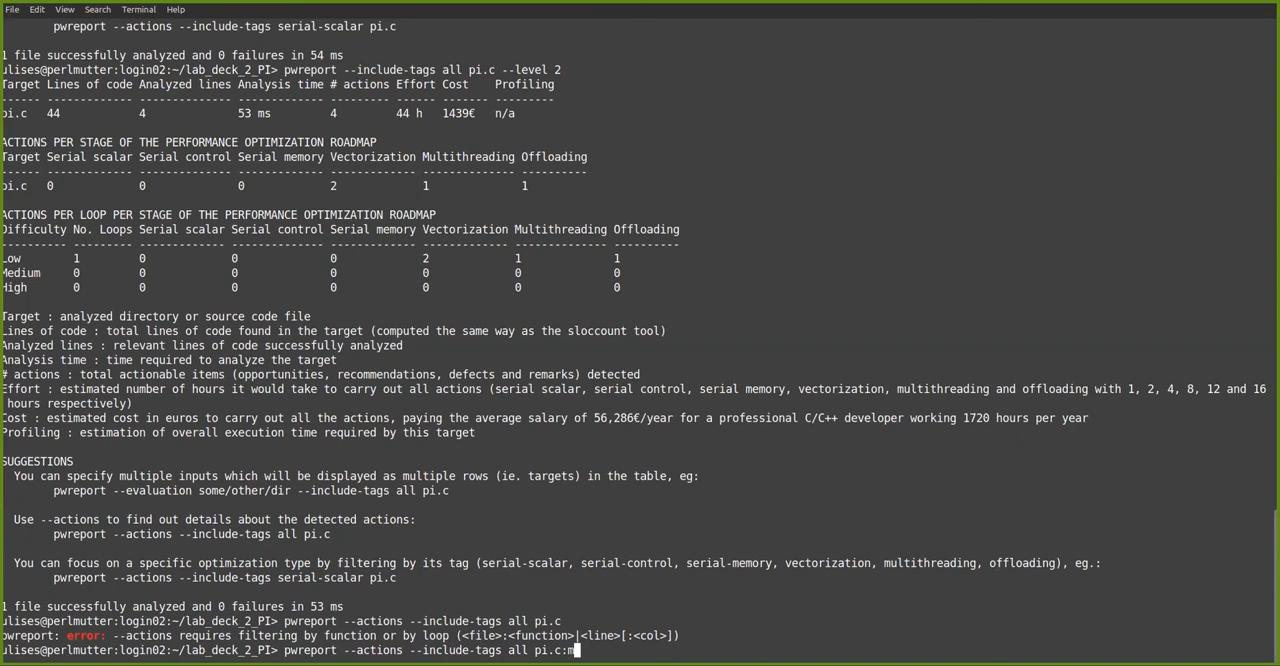 File Edit View Search Terminal Help
pwreport --actions --include-tags serial-scalar pi.c
1 file successfully analyzed and 0 failures in 54 ms
ulises@perlmutter:login02:~/lab_deck_2_PI> pwreport --include-tags all pi.c --level 2
Target Lines of code Analyzed lines Analysis time # actions Effort Cost Profiling
------ ------------- -------------- ------------- --------- ------ ------- ---------
pi.c 44 4 53 ms 4 44 h 1439€ n/a
ACTIONS PER STAGE OF THE PERFORMANCE OPTIMIZATION ROADMAP
Target Serial scalar Serial control Serial memory Vectorization Multithreading Offloading
------ ------------- -------------- ------------- ------------- -------------- ----------
pi.c 0 0 0 2 1 1
ACTIONS PER LOOP PER STAGE OF THE PERFORMANCE OPTIMIZATION ROADMAP
Difficulty No. Loops Serial scalar Serial control Serial memory Vectorization Multithreading Offloading
---------- --------- ------------- -------------- ------------- ------------- -------------- ----------
Low 1 0 0 0 2 1 1
Medium 0 0 0 0 0 0 0
High 0 0 0 0 0 0 0
Target : analyzed directory or source code file
Lines of code : total lines of code found in the target (computed the same way as the sloccount tool)
Analyzed lines : relevant lines of code successfully analyzed
Analysis time : time required to analyze the target
# actions : total actionable items (opportunities, recommendations, defects and remarks) detected
Effort : estimated number of hours it would take to carry out all actions (serial scalar, serial control, serial memory, vectorization, multithreading and offloading with 1, 2, 4, 8, 12 and 16
hours respectively)
Cost : estimated cost in euros to carry out all the actions, paying the average salary of 56,286€/year for a professional C/C++ developer working 1720 hours per year
Profiling : estimation of overall execution time required by this target
SUGGESTIONS
You can specify multiple inputs which will be displayed as multiple rows (ie. targets) in the table, eg:
pwreport --evaluation some/other/dir --include-tags all pi.c
Use --actions to find out details about the detected actions:
pwreport --actions --include-tags all pi.c
You can focus on a specific optimization type by filtering by its tag (serial-scalar, serial-control, serial-memory, vectorization, multithreading, offloading), eg.:
pwreport --actions --include-tags serial-scalar pi.c
1 file successfully analyzed and 0 failures in 53 ms
ulises@perlmutter:login02:~/lab_deck_2_PI> pwreport --actions --include-tags all pi.c
pwreport: error: --actions requires filtering by function or by loop (<file>:<function>|<line>[:<col>])
ulises@perlmutter:login02:~/lab_deck_2_PI> pwreport --actions --include-tags all pi.c:m